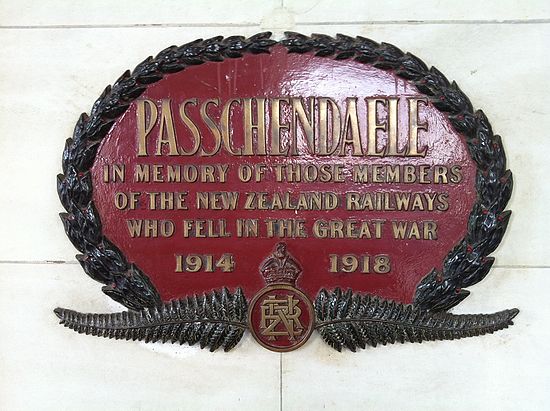 PASSCHENDAELE
IN MEMORY OF THOSE MEMBERS
OF THE NEW ZEALAND RAILWAYS
WHO FELL IN THE GREAT WAR
1914 1918
NZR